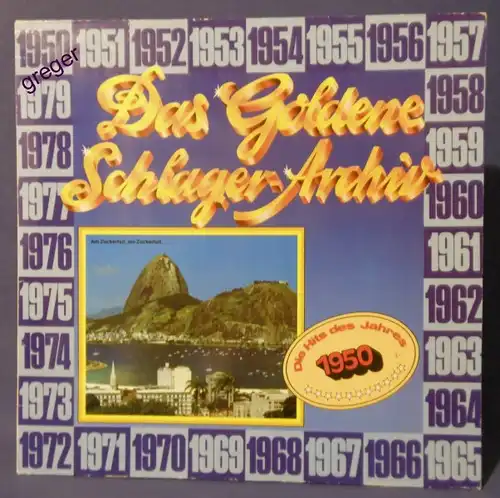 1950 1951 1952 1953 1954 1955 1956 1957
greger
1979 1958
1978 1959
1977 1960
1976 1961
1975 1962
1974 1963
1973 1964
1972 1971 1970 1969 1968 1967 1966 1965
Das Goldene
Schlager-Archiv
Am Zuckerhut, am Zuckerhut...
Die Hits des Jahres
1950